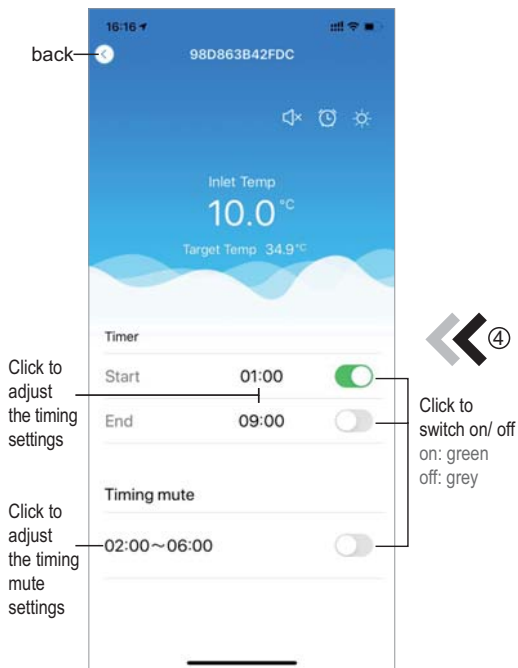 16:16
back
98D863B42FDC
Inlet Temp
10.0 °C
Target Temp 34.9°C
Timer
④
Click to
adjust
the timing
settings
Start 01:00
End 09:00
Click to
switch on/ off
on: green
off: grey
Timing mute
Click to
adjust
the timing
mute
settings
02:00～06:00